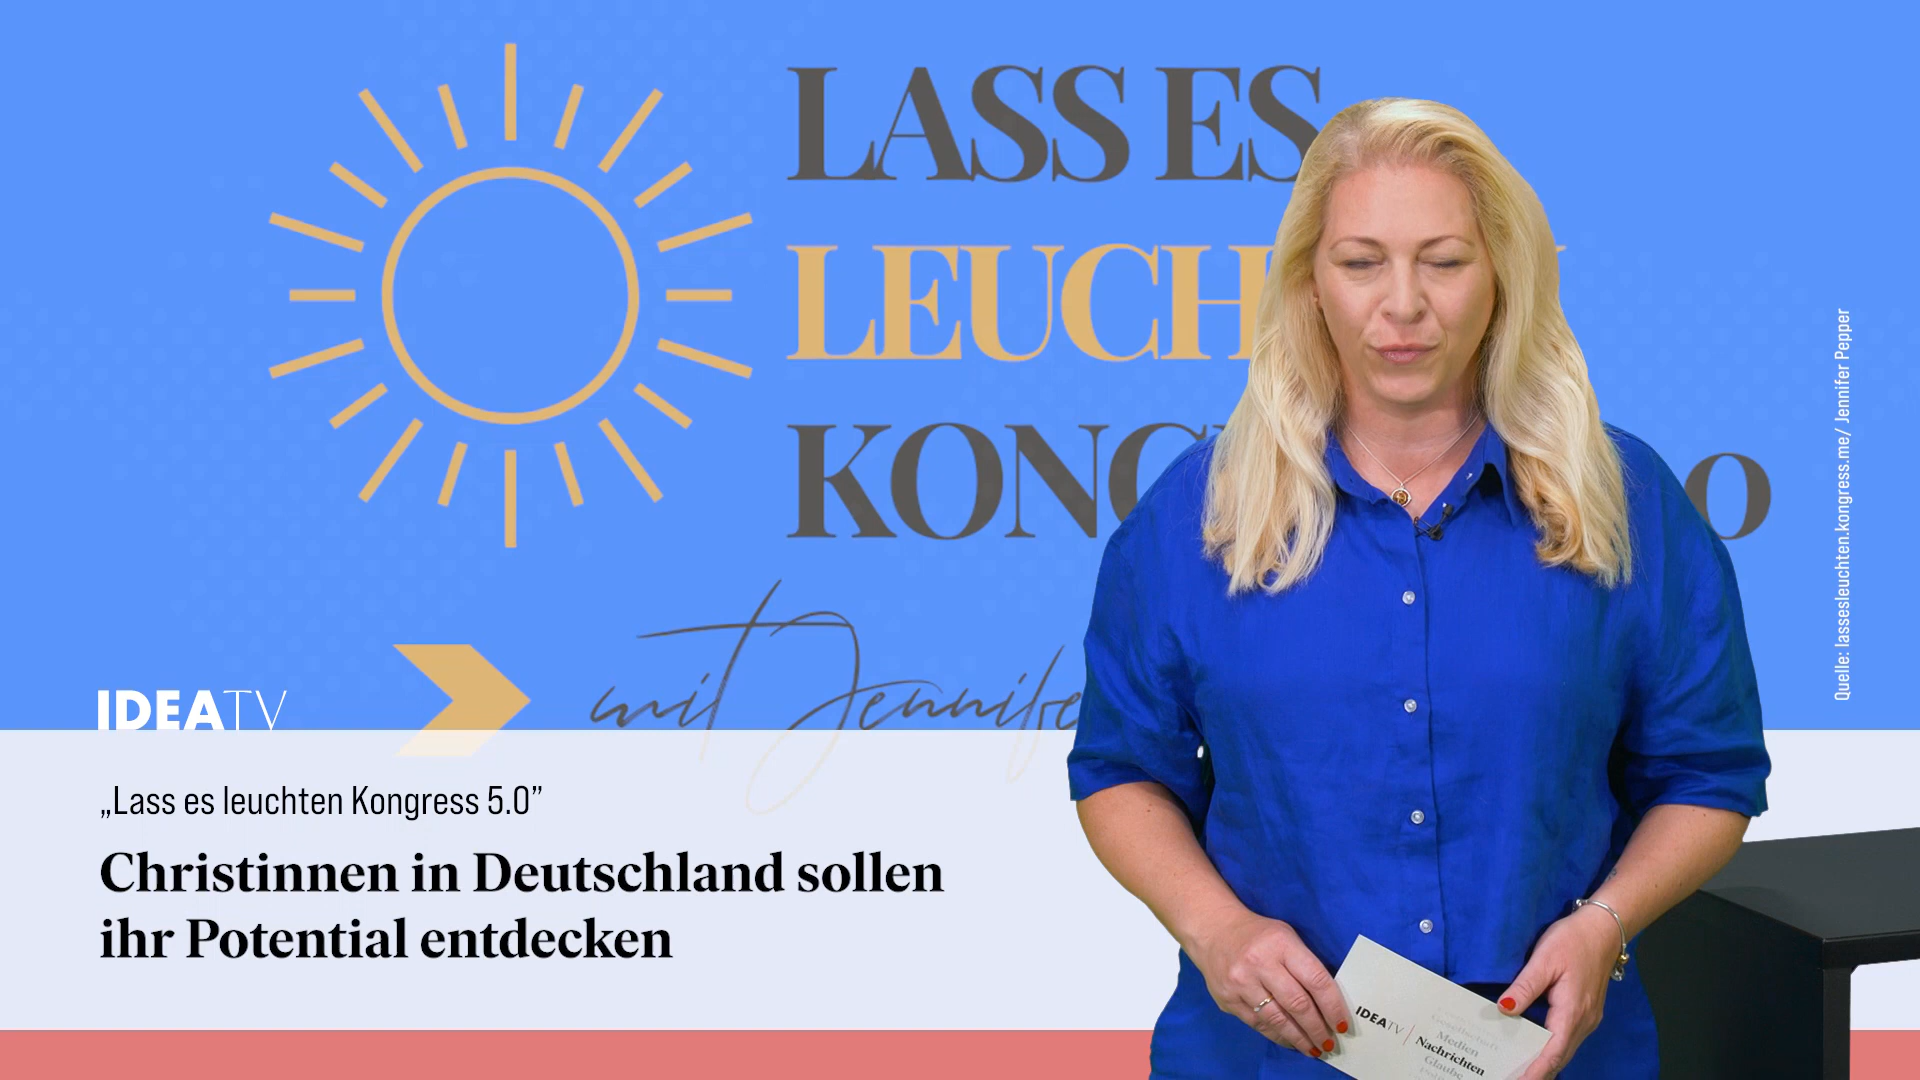 LASS ES
LEUCH
KONG
O
mit Jennife
Quelle: lassesleuchten.kongress.me/ Jennifer Pepper
IDEATV
„Lass es leuchten Kongress 5.0”
Christinnen in Deutschland sollen
ihr Potential entdecken
IDEATV
Medien
Nachrichten
Glaube